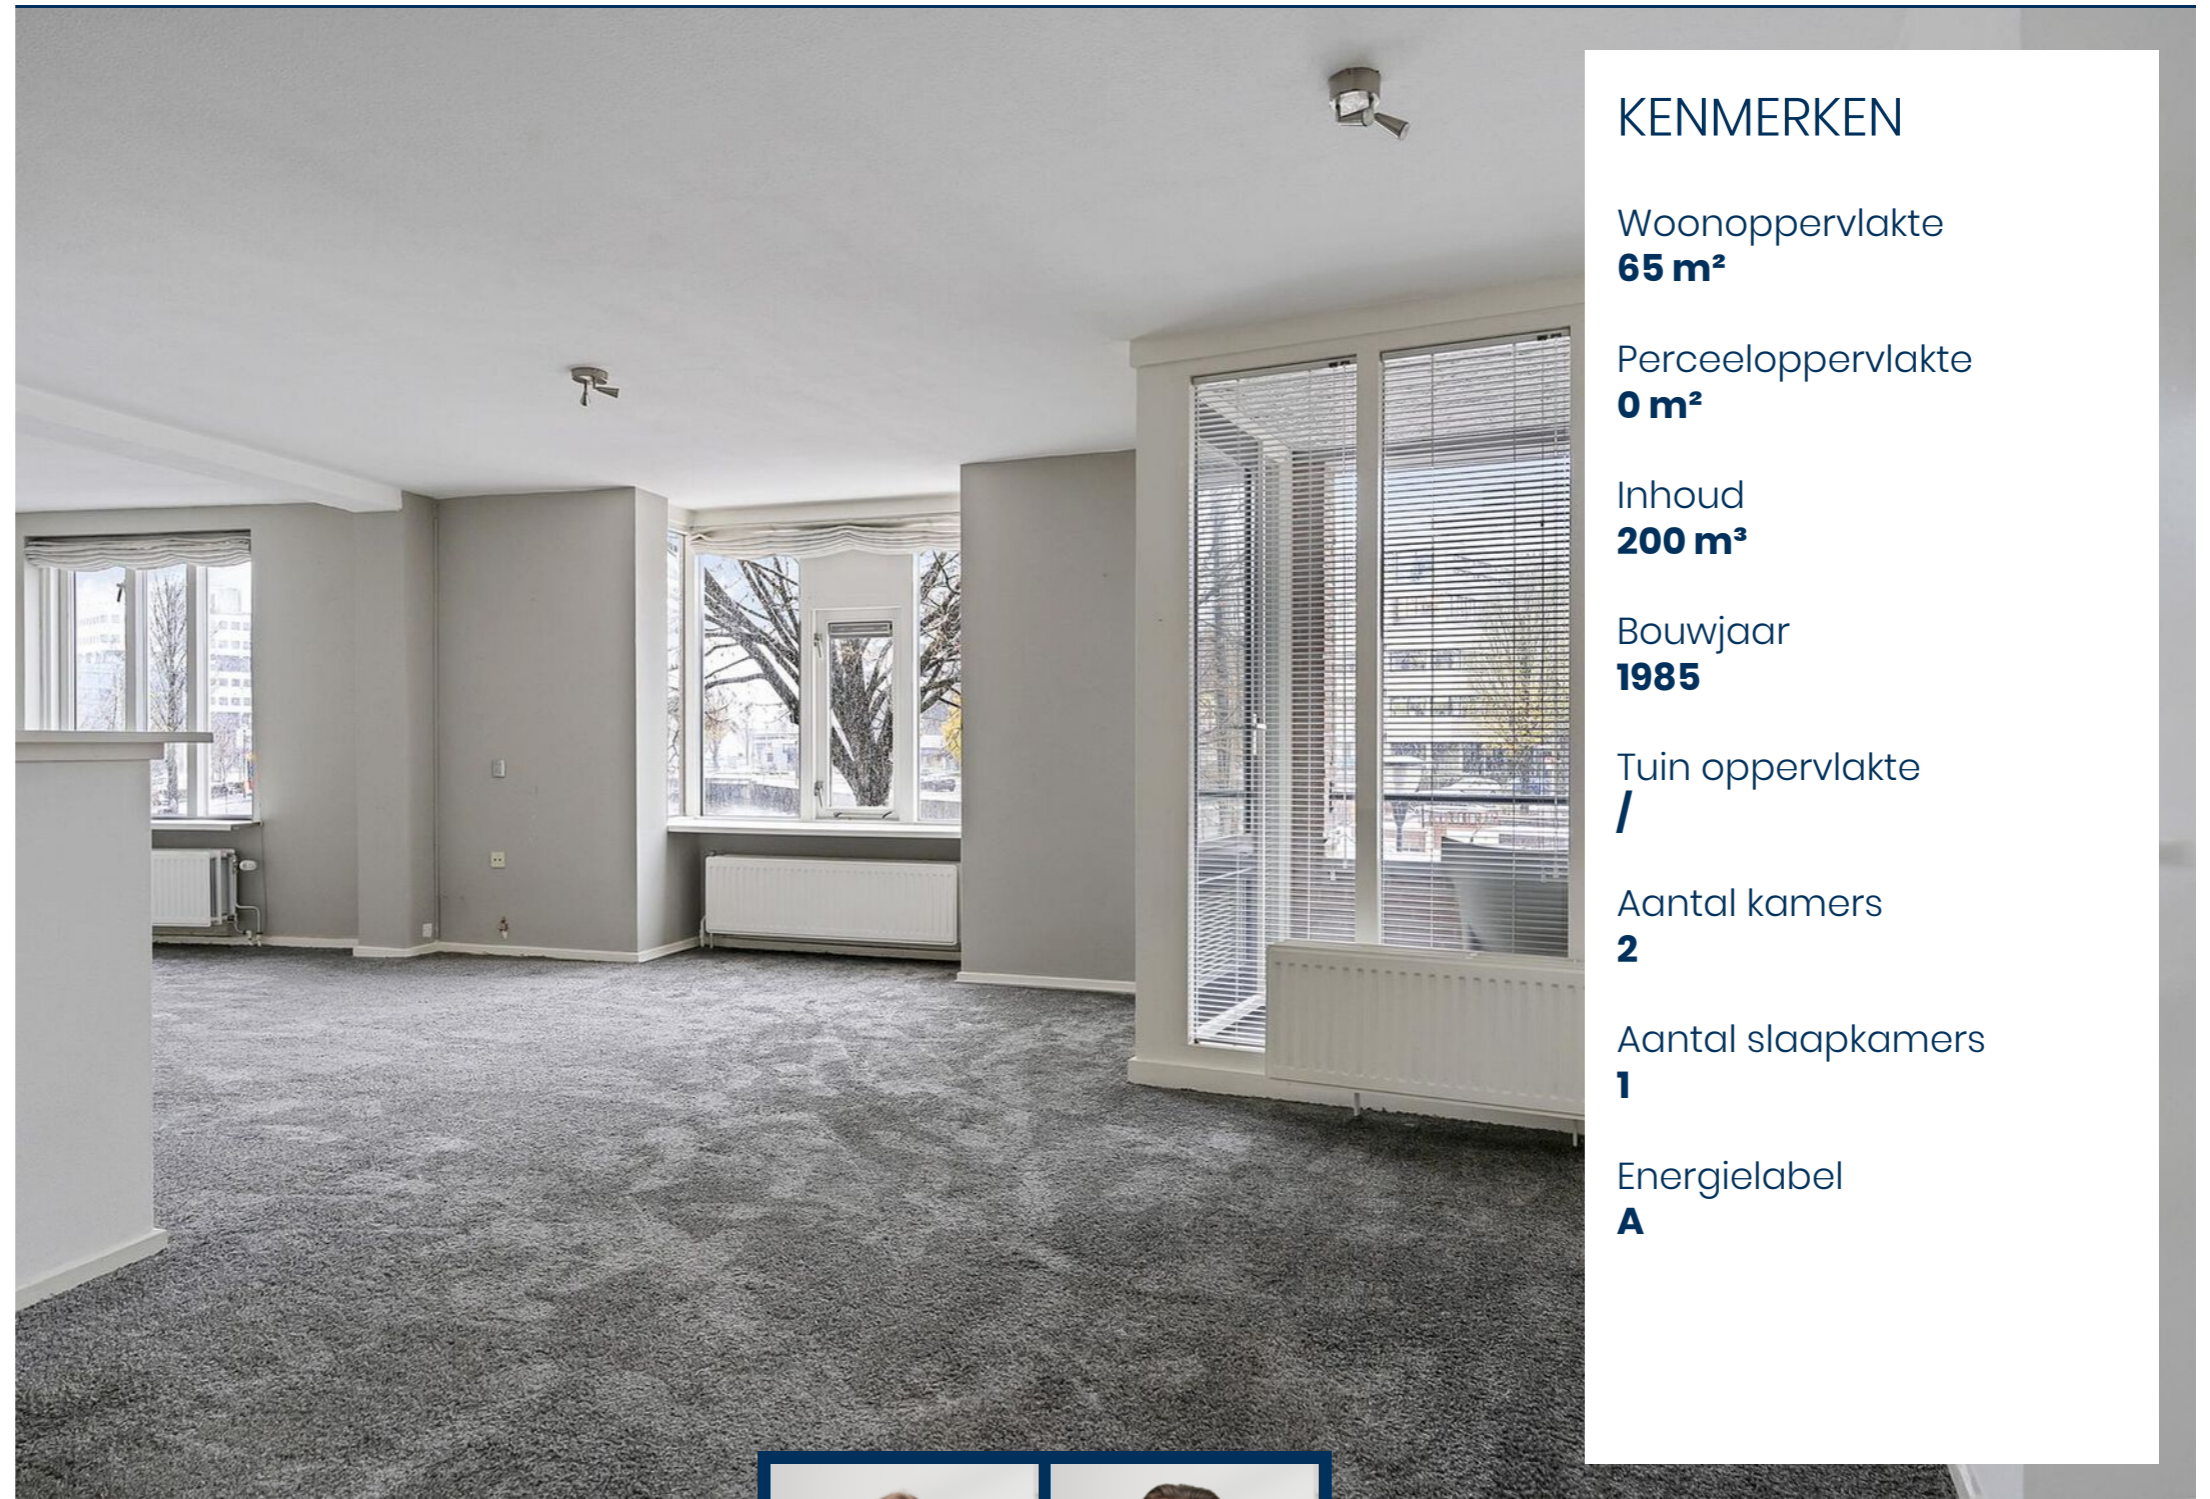 KENMERKEN
Woonoppervlakte
65 m²
Perceeloppervlakte
0 m²
Inhoud
200 m³
Bouwjaar
1985
Tuin oppervlakte
/
Aantal kamers
2
Aantal slaapkamers
1
Energielabel
A